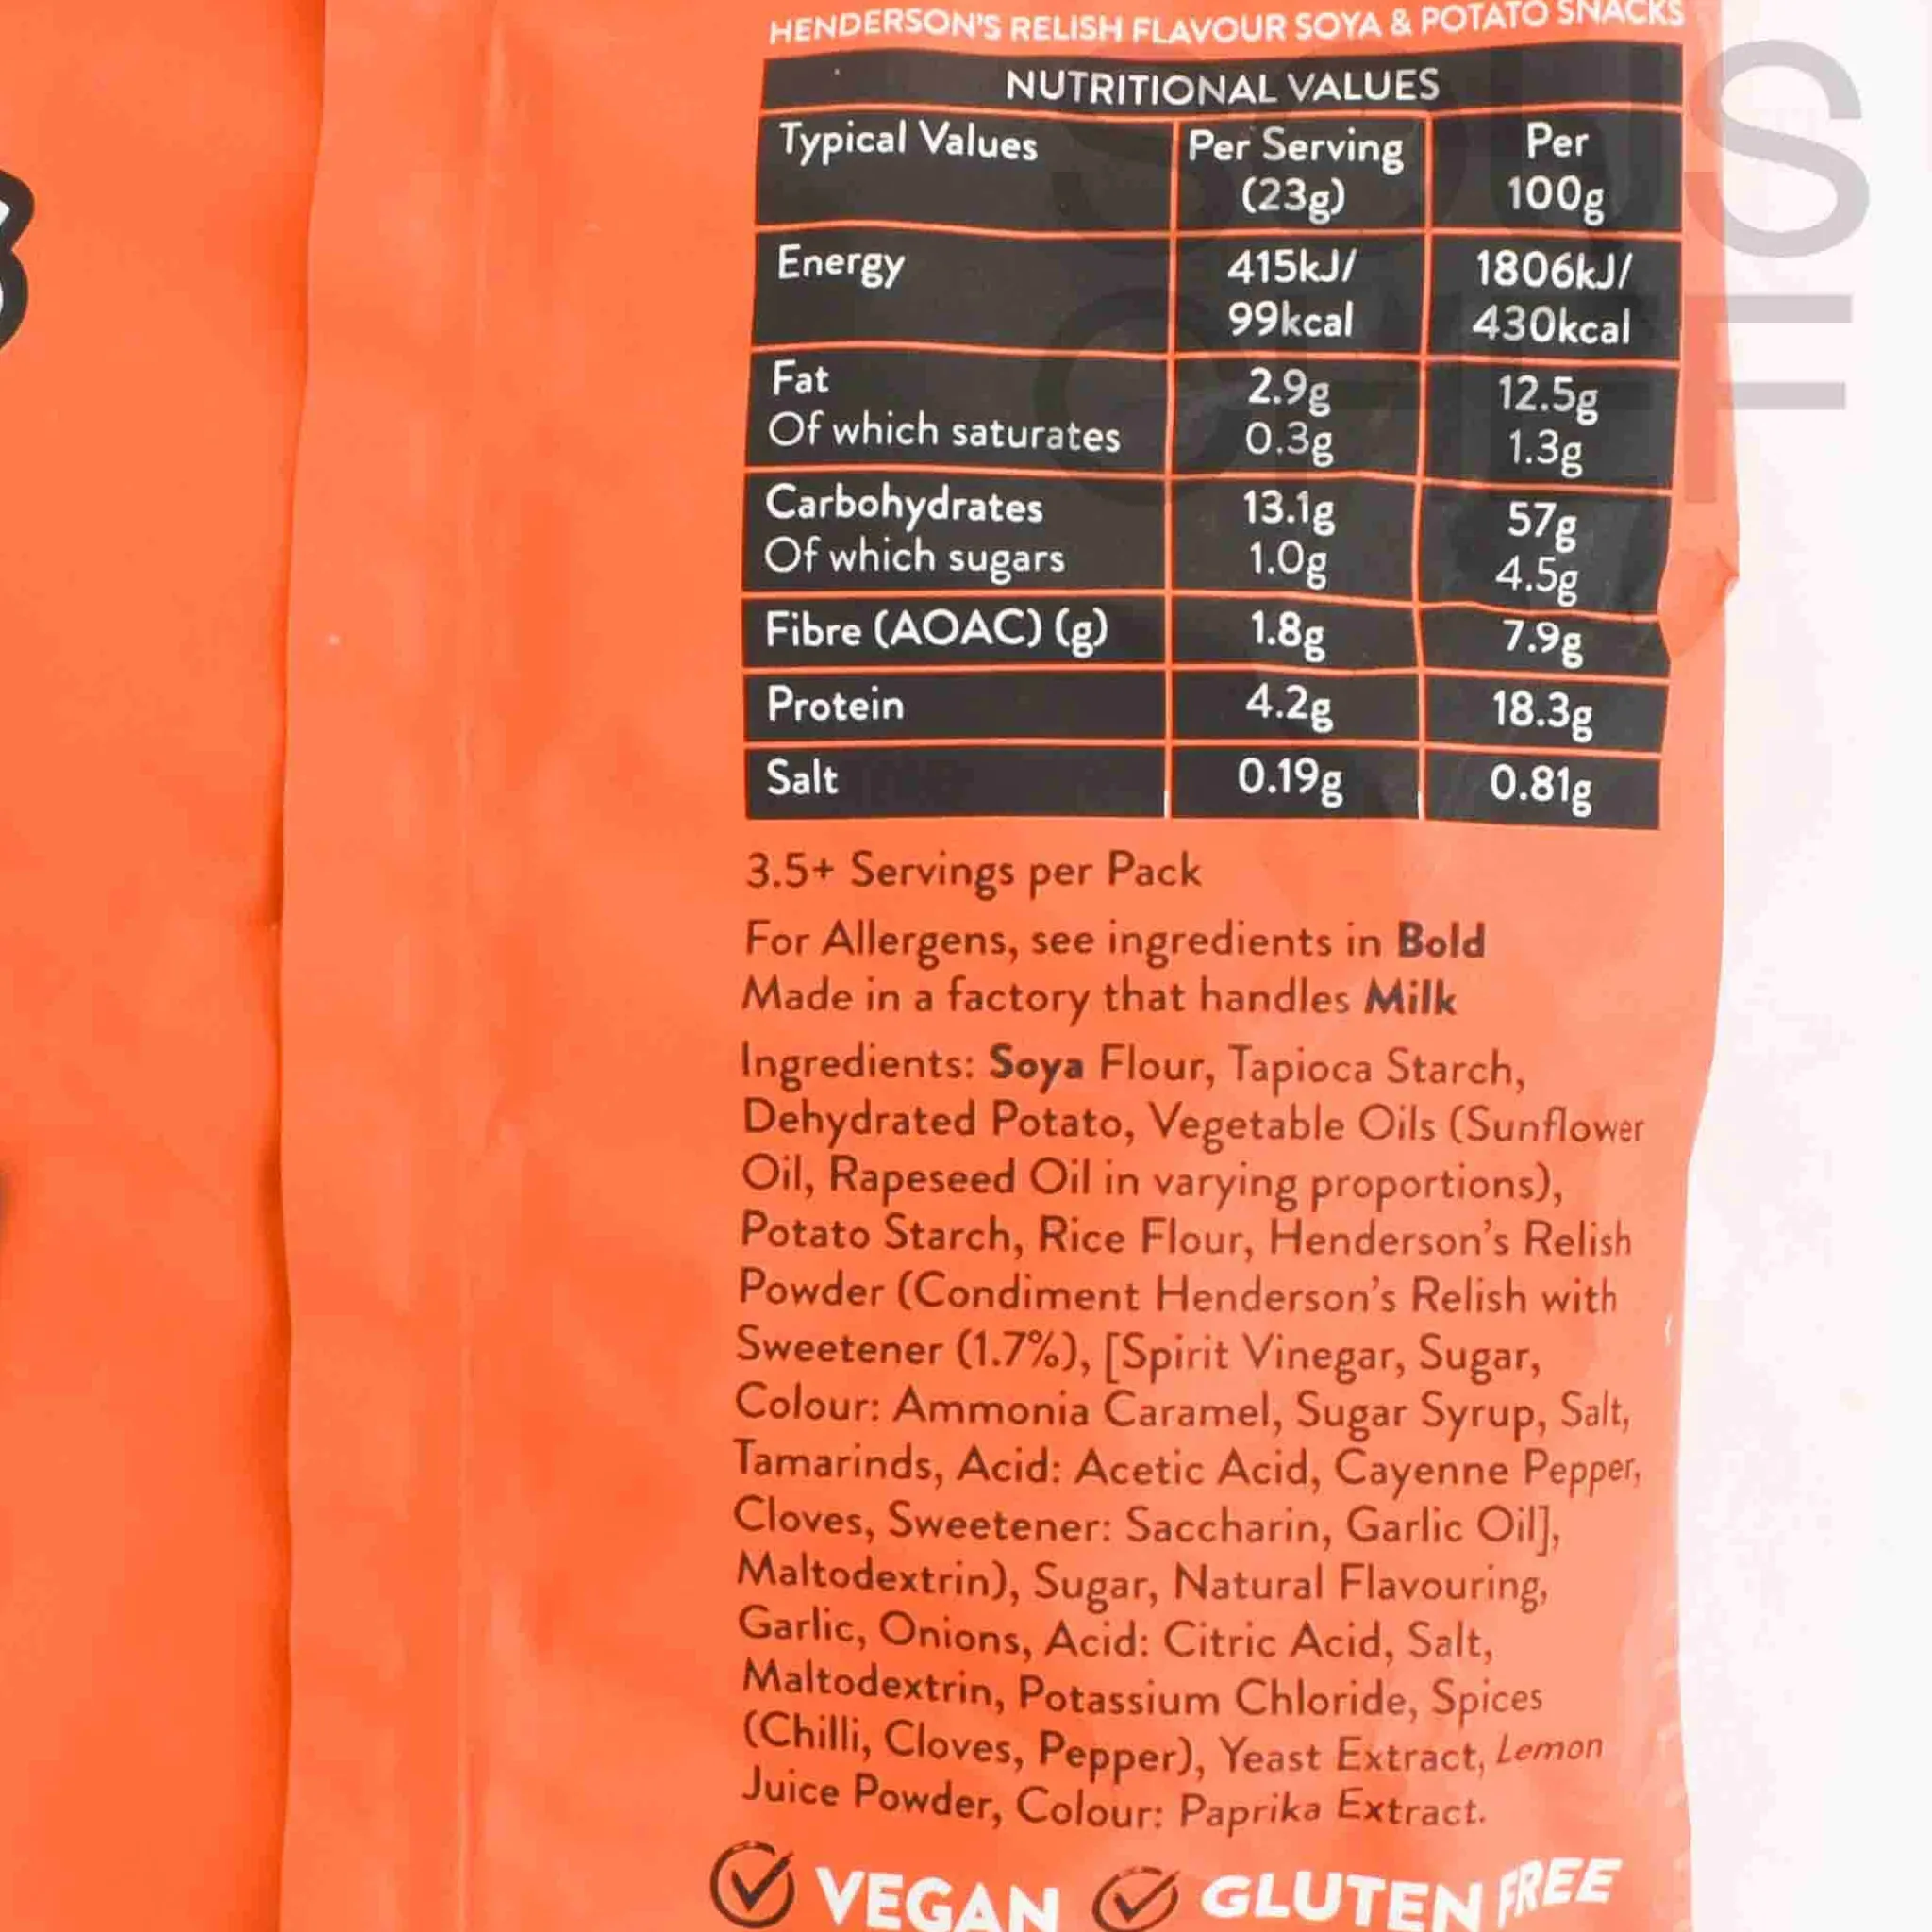 HENDERSON'S RELISH FLAVOUR SOYA & POTATO SNACKS
NUTRITIONAL VALUES
Typical Values Per Serving (23g) Per 100g
Energy 415kJ/ 99kcal 1806kJ/ 430kcal
Fat 2.9g 12.5g
Of which saturates 0.3g 1.3g
Carbohydrates 13.1g 57g
Of which sugars 1.0g 4.5g
Fibre (AOAC) (g) 1.8g 7.9g
Protein 4.2g 18.3g
Salt 0.19g 0.81g
3.5+ Servings per Pack
For Allergens, see ingredients in Bold
Made in a factory that handles Milk
Ingredients: Soya Flour, Tapioca Starch,
Dehydrated Potato, Vegetable Oils (Sunflower
Oil, Rapeseed Oil in varying proportions),
Potato Starch, Rice Flour, Henderson's Relish
Powder (Condiment Henderson's Relish with
Sweetener (1.7%), [Spirit Vinegar, Sugar,
Colour: Ammonia Caramel, Sugar Syrup, Salt,
Tamarinds, Acid: Acetic Acid, Cayenne Pepper,
Cloves, Sweetener: Saccharin, Garlic Oil],
Maltodextrin), Sugar, Natural Flavouring,
Garlic, Onions, Acid: Citric Acid, Salt,
Maltodextrin, Potassium Chloride, Spices
(Chilli, Cloves, Pepper), Yeast Extract, Lemon
Juice Powder, Colour: Paprika Extract.
VEGAN GLUTEN FREE
SOUS
CHEF